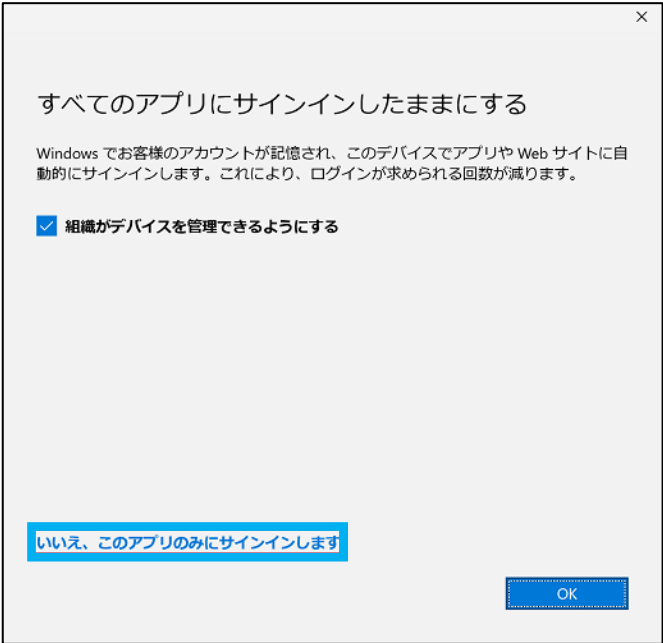 すべてのアプリにサインインしたままにする
Windows でお客様のアカウントが記憶され、このデバイスでアプリや Web サイトに自
動的にサインインします。これにより、ログインが求められる回数が減ります。
組織がデバイスを管理できるようにする
いいえ、このアプリのみにサインインします
OK